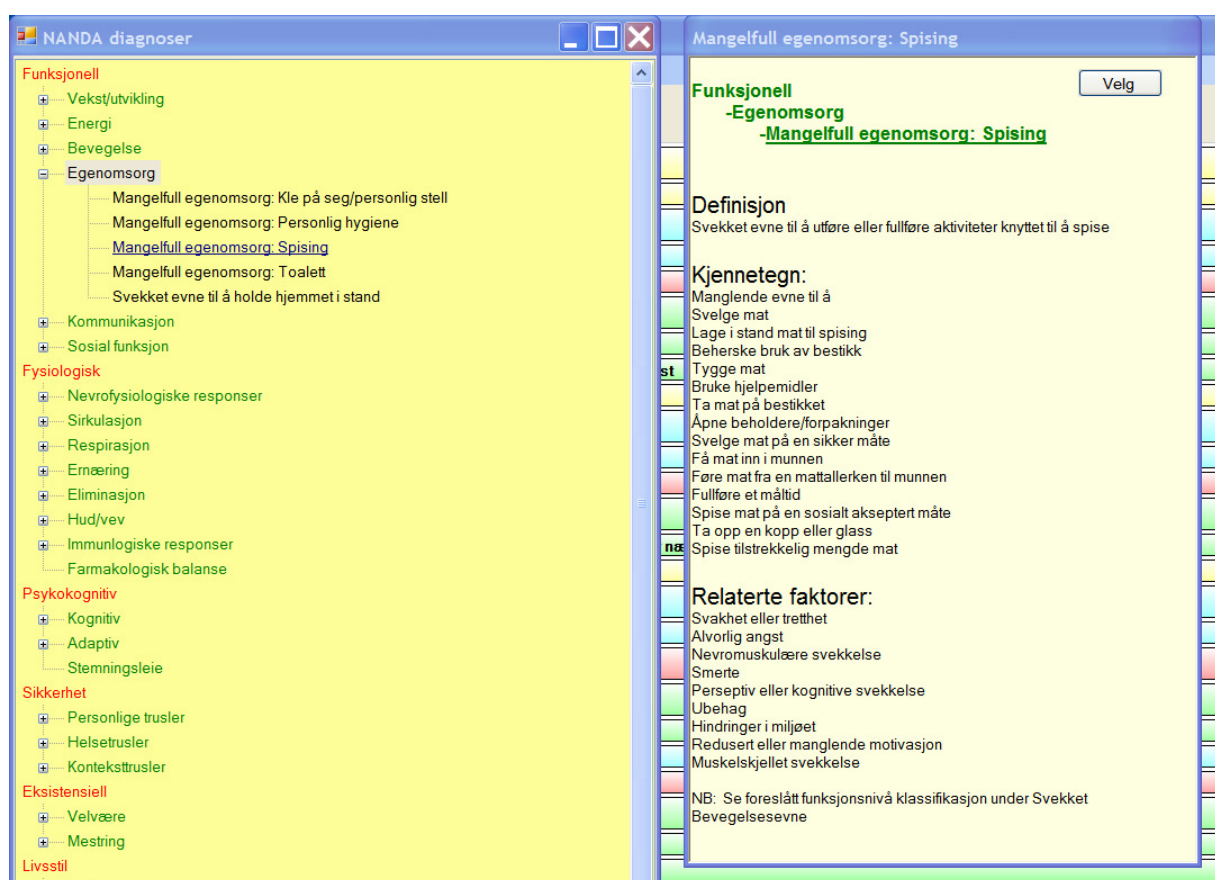 NANDA diagnoser
Funksjonell
Vekst/utvikling
Energi
Bevegelse
Egenomsorg
Mangelfull egenomsorg: Kle på seg/personlig stell
Mangelfull egenomsorg: Personlig hygiene
Mangelfull egenomsorg: Spising
Mangelfull egenomsorg: Toalett
Svekket evne til å holde hjemmet i stand
Kommunikasjon
Sosial funksjon
Fysiologisk
Nevrofysiologiske responser
Sirkulasjon
Respirasjon
Ernæring
Eliminasjon
Hud/vev
Immunlogiske responser
Farmakologisk balanse
Psykokognitiv
Kognitiv
Adaptiv
Stemningsleie
Sikkerhet
Personlige trusler
Helsetrusler
Konteksttrusler
Eksistensiell
Velvære
Mestring
Livsstil
st
næ
Mangelfull egenomsorg: Spising
Velg
Funksjonell
-Egenomsorg
-Mangelfull egenomsorg: Spising
Definisjon
Svekket evne til å utføre eller fullføre aktiviteter knyttet til å spise
Kjennetegn:
Manglende evne til å
Svelge mat
Lage i stand mat til spising
Beherske bruk av bestikk
Tygge mat
Bruke hjelpemidler
Ta mat på bestikket
Åpne beholdere/forpakninger
Svelge mat på en sikker måte
Få mat inn i munnen
Føre mat fra en mattallerken til munnen
Fullføre et måltid
Spise mat på en sosialt akseptert måte
Ta opp en kopp eller glass
Spise tilstrekkelig mengde mat
Relaterte faktorer:
Svakhet eller tretthet
Alvorlig angst
Nevromuskulære svekkelse
Smerte
Perseptiv eller kognitive svekkelse
Ubehag
Hindringer i miljøet
Redusert eller manglende motivasjon
Muskelskjellet svekkelse
NB: Se foreslått funksjonsnivå klassifikasjon under Svekket
Bevegelsesevne